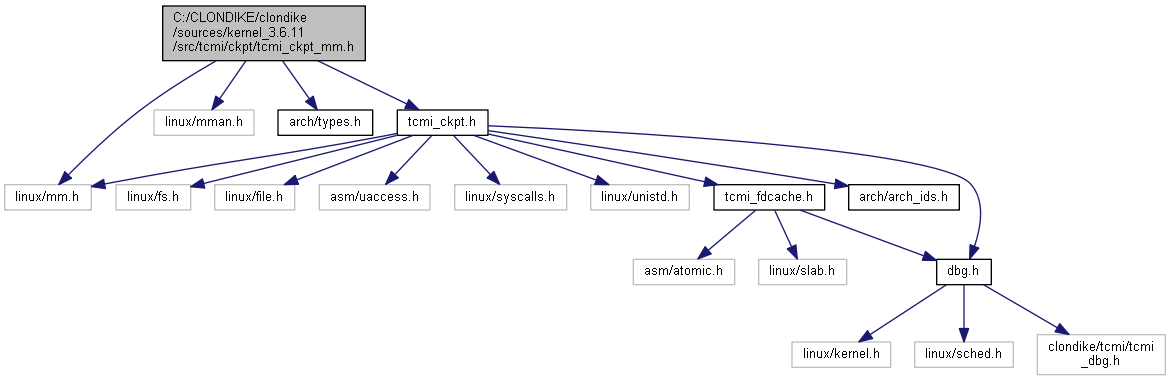 C:/CLONDIKE/clondike
/sources/kernel_3.6.11
/src/tcmi/ckpt/tcmi_ckpt_mm.h
linux/mman.h
arch/types.h
tcmi_ckpt.h
linux/mm.h
linux/fs.h
linux/file.h
asm/uaccess.h
linux/syscalls.h
linux/unistd.h
tcmi_fdcache.h
arch/arch_ids.h
asm/atomic.h
linux/slab.h
dbg.h
linux/kernel.h
linux/sched.h
clondike/tcmi/tcmi
_dbg.h